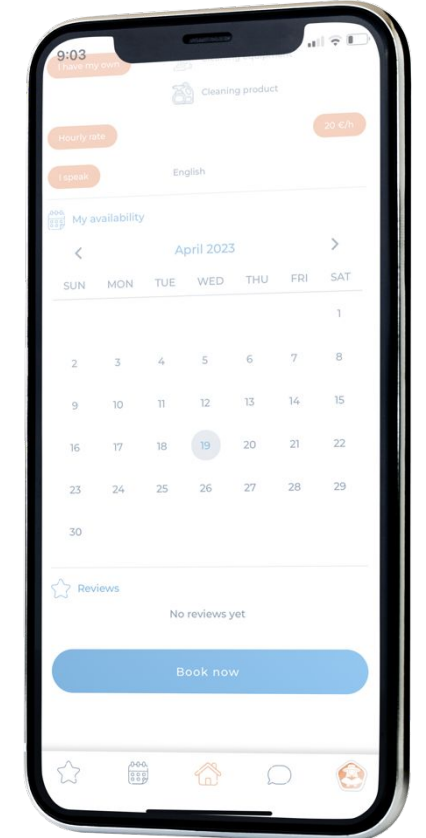 9:03
I have my own
Cleaning product
Hourly rate
20 €/h
I speak
English
My availability
April 2023
SUN MON TUE WED THU FRI SAT
1
2 3 4 5 6 7 8
9 10 11 12 13 14 15
16 17 18 19 20 21 22
23 24 25 26 27 28 29
30
Reviews
No reviews yet
Book now